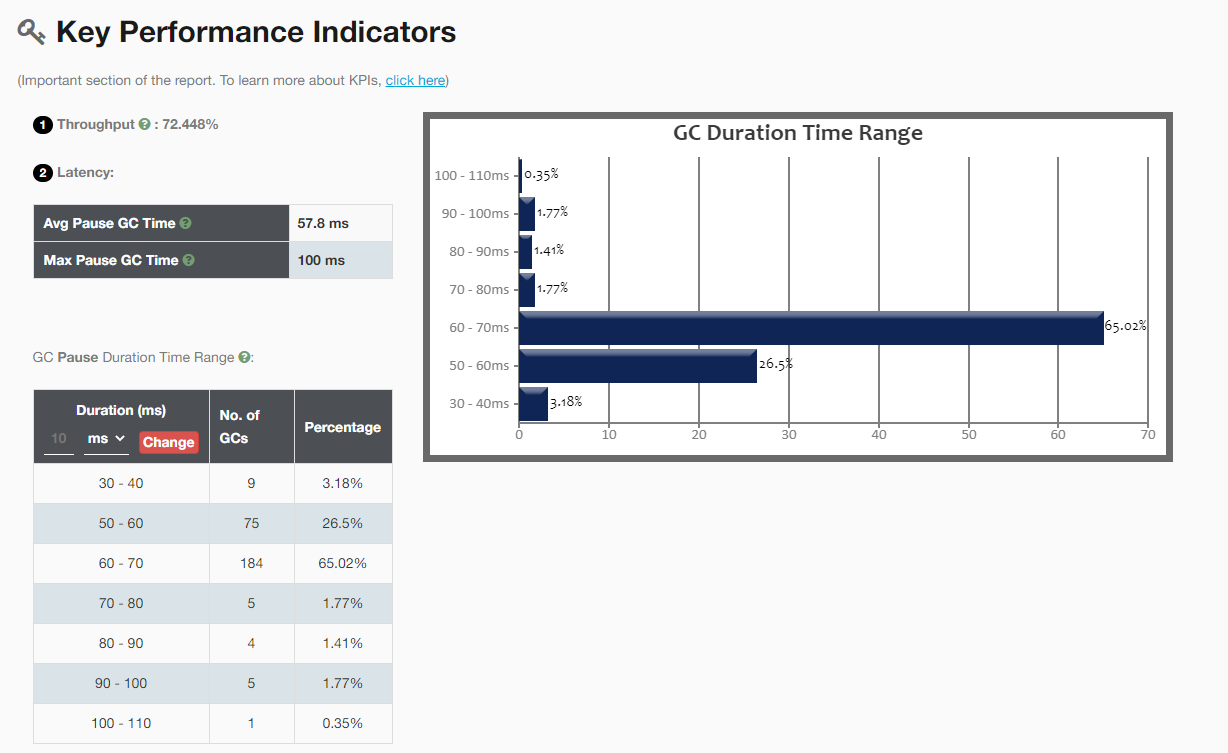 Key Performance Indicators
(Important section of the report. To learn more about KPIs, click here)
1 Throughput ? : 72.448%
2 Latency:
Avg Pause GC Time ? 57.8 ms
Max Pause GC Time ? 100 ms
GC Pause Duration Time Range ?:
Duration (ms) No. of GCs Percentage
10 ms Change
30 - 40 9 3.18%
50 - 60 75 26.5%
60 - 70 184 65.02%
70 - 80 5 1.77%
80 - 90 4 1.41%
90 - 100 5 1.77%
100 - 110 1 0.35%
GC Duration Time Range
100 - 110ms 0.35%
90 - 100ms 1.77%
80 - 90ms 1.41%
70 - 80ms 1.77%
60 - 70ms 65.02%
50 - 60ms 26.5%
30 - 40ms 3.18%
0 10 20 30 40 50 60 70